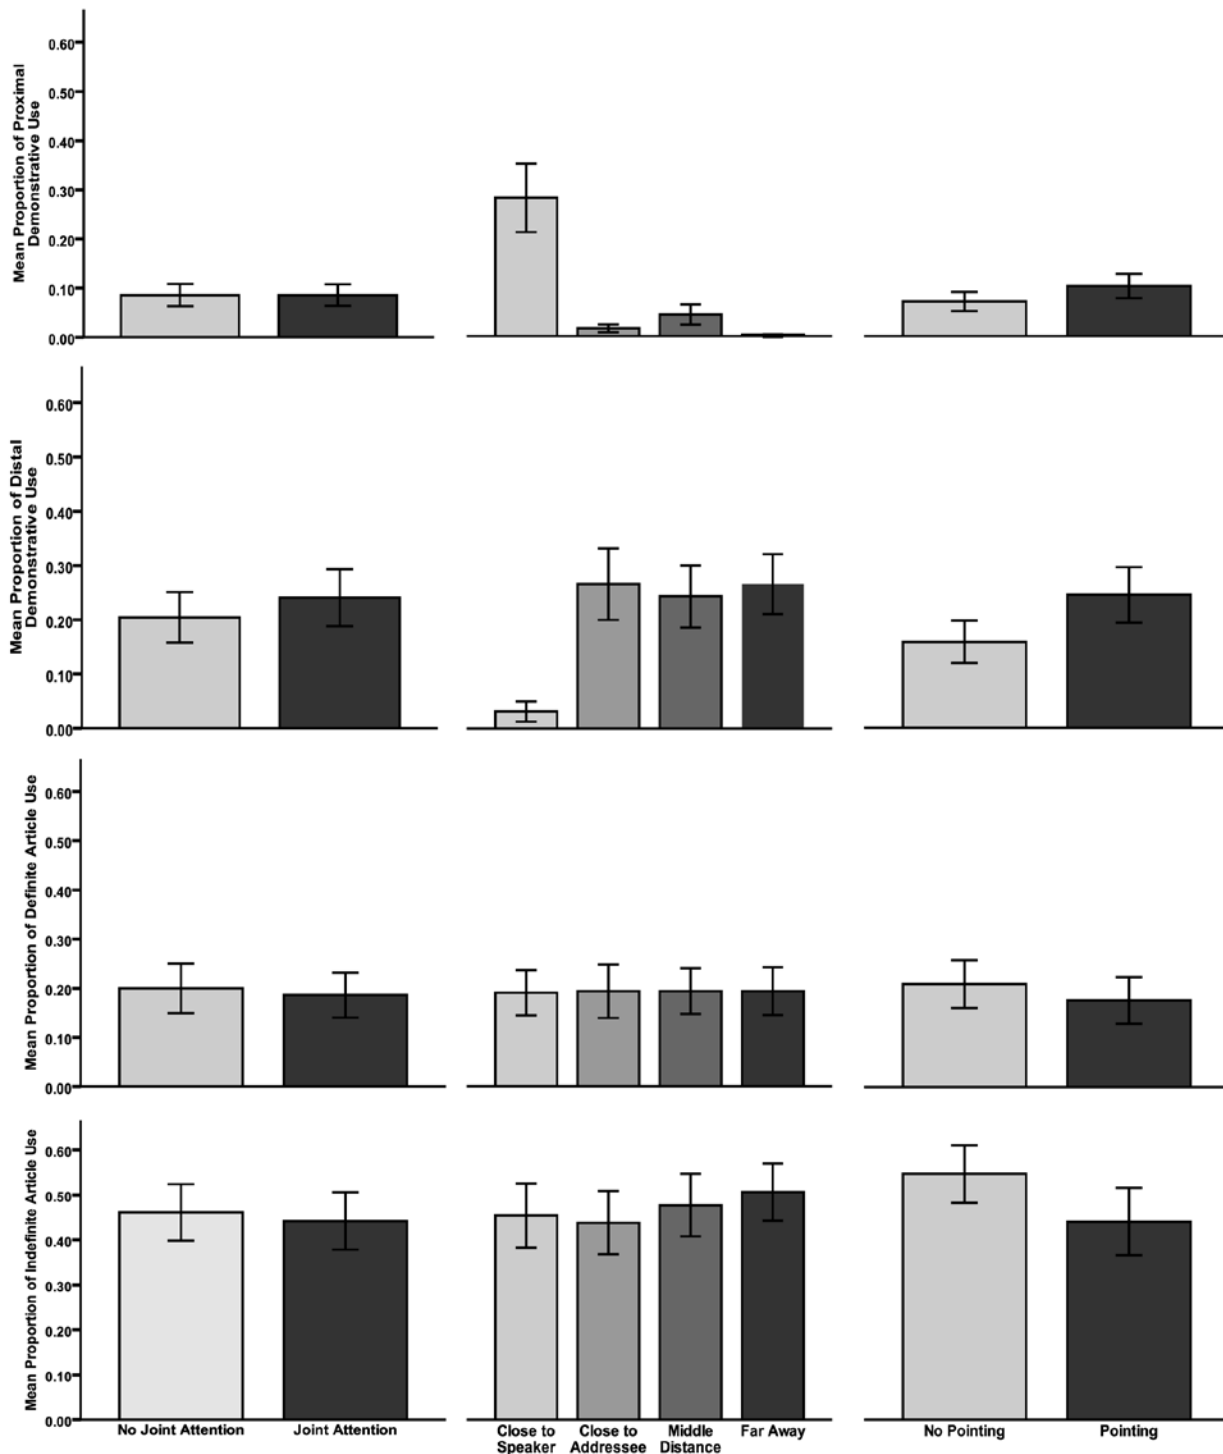 Mean Proportion of Proximal
Demonstrative Use
0.60
0.50
0.40
0.30
0.20
0.10
0.00
Mean Proportion of Distal
Demonstrative Use
0.60
0.50
0.40
0.30
0.20
0.10
0.00
Mean Proportion of Definite Article Use
0.60
0.50
0.40
0.30
0.20
0.10
0.00
Mean Proportion of Indefinite Article Use
0.60
0.50
0.40
0.30
0.20
0.10
0.00
No Joint Attention
Joint Attention
Close to
Speaker
Close to
Addressee
Middle
Distance
Far Away
No Pointing
Pointing